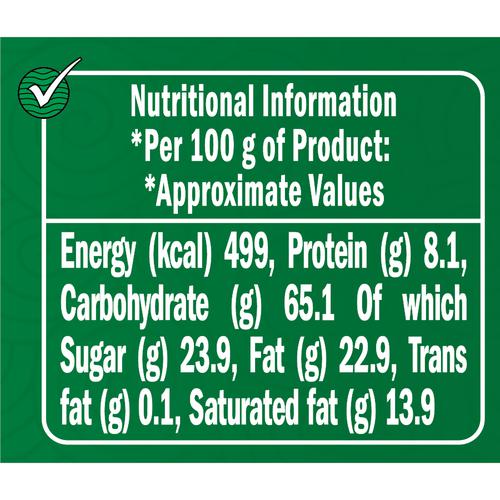 Nutritional Information
*Per 100 g of Product:
*Approximate Values
Energy (kcal) 499, Protein (g) 8.1,
Carbohydrate (g) 65.1 Of which
Sugar (g) 23.9, Fat (g) 22.9, Trans
fat (g) 0.1, Saturated fat (g) 13.9